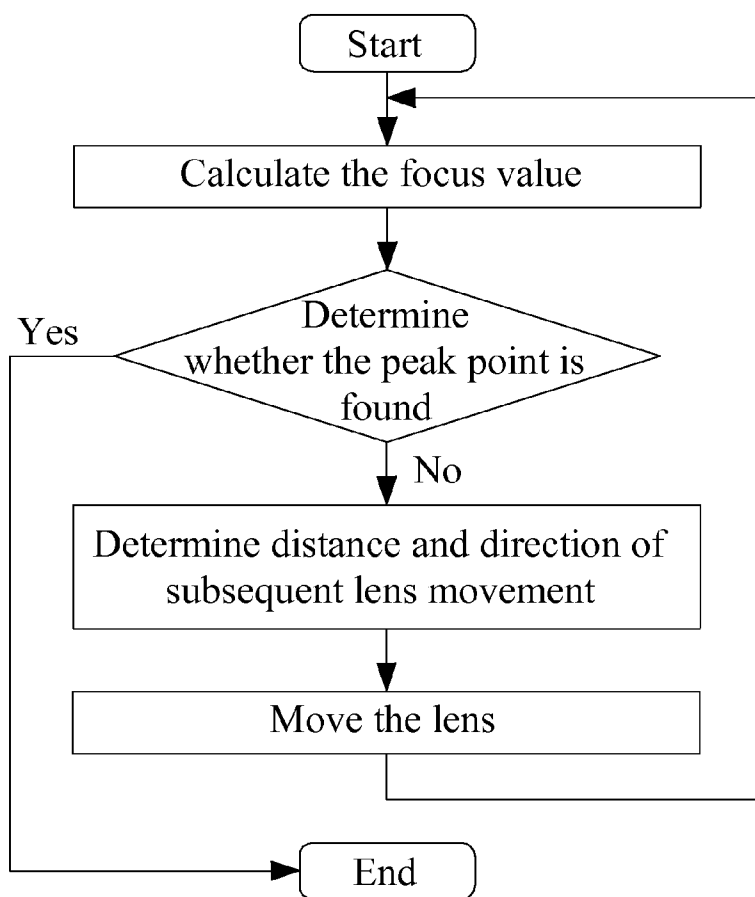 Start
Calculate the focus value
Determine
whether the peak point is
found
Yes
No
Determine distance and direction of
subsequent lens movement
Move the lens
End